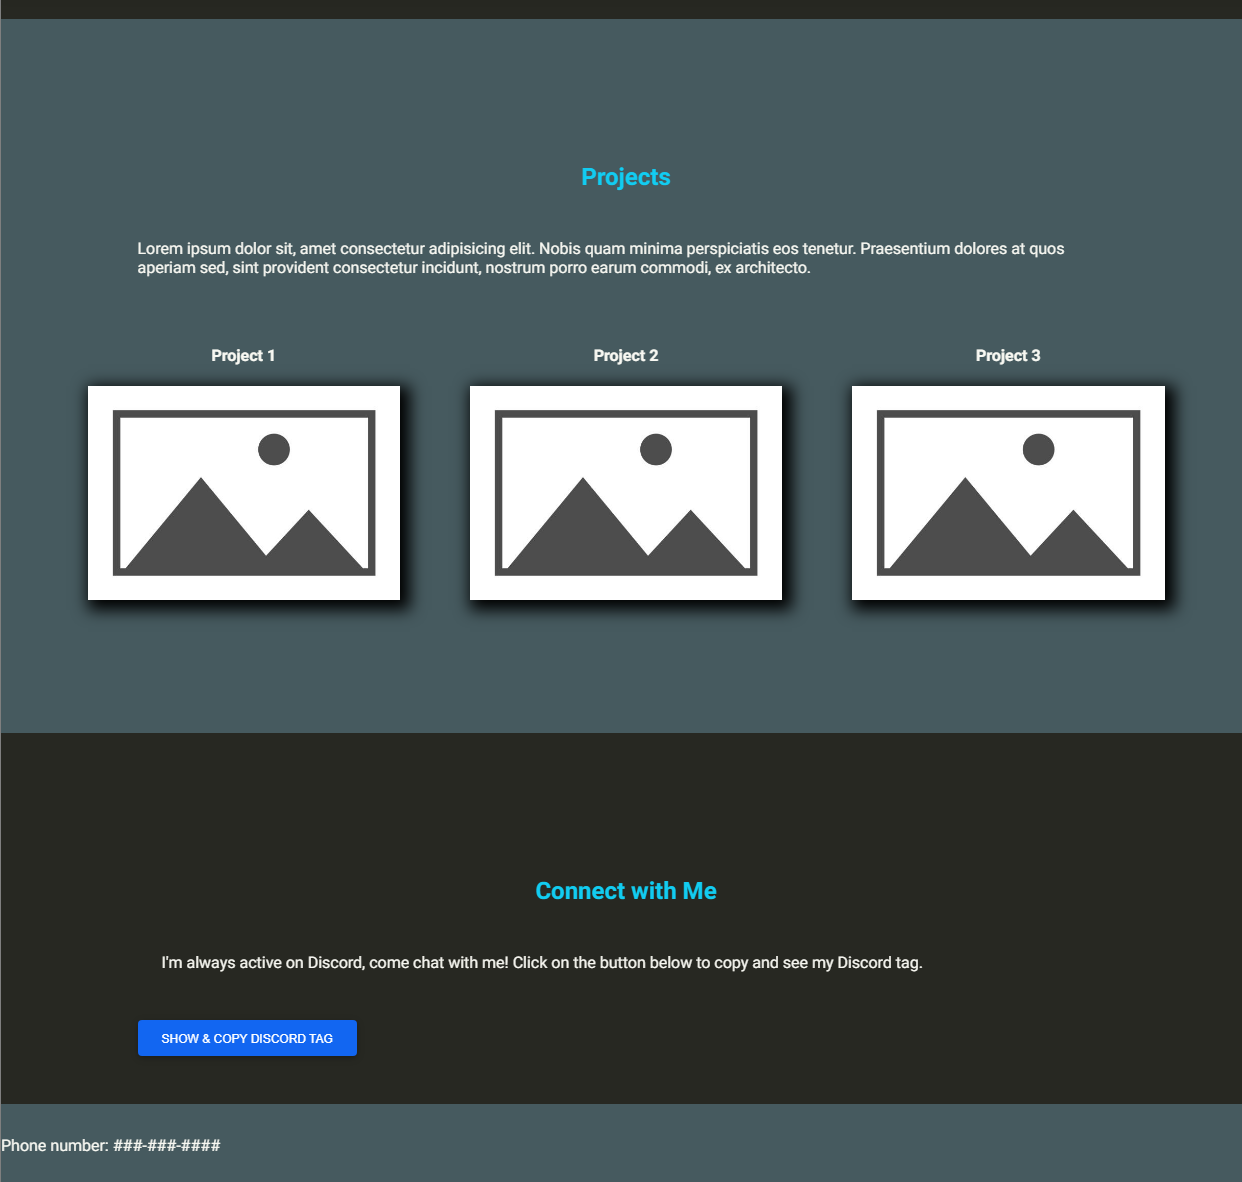 Projects
Lorem ipsum dolor sit, amet consectetur adipisicing elit. Nobis quam minima perspiciatis eos tenetur. Praesentium dolores at quos
aperiam sed, sint provident consectetur incidunt, nostrum porro earum commodi, ex architecto.
Project 1
Project 2
Project 3
Connect with Me
I'm always active on Discord, come chat with me! Click on the button below to copy and see my Discord tag.
SHOW & COPY DISCORD TAG
Phone number: ###-###-####